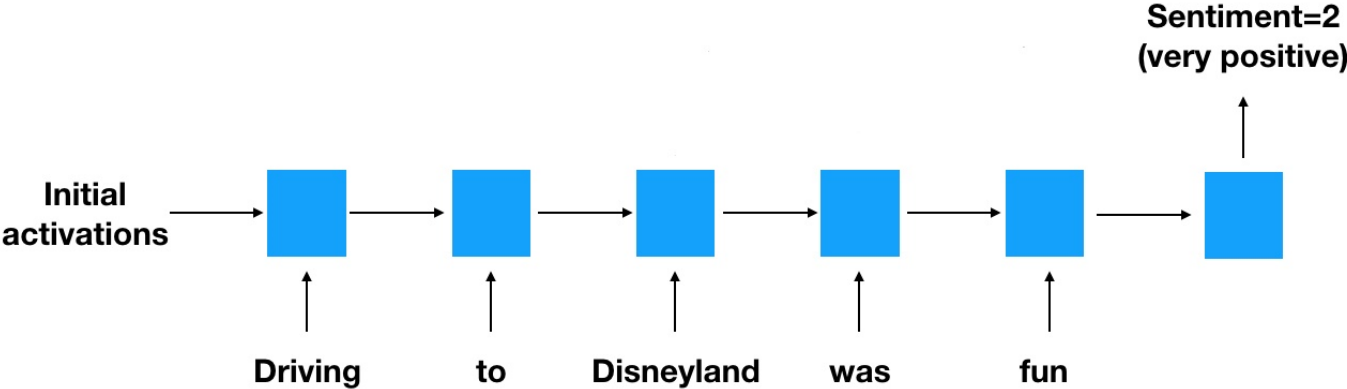 Sentiment=2
(very positive)
Initial
activations
Driving to Disneyland was fun